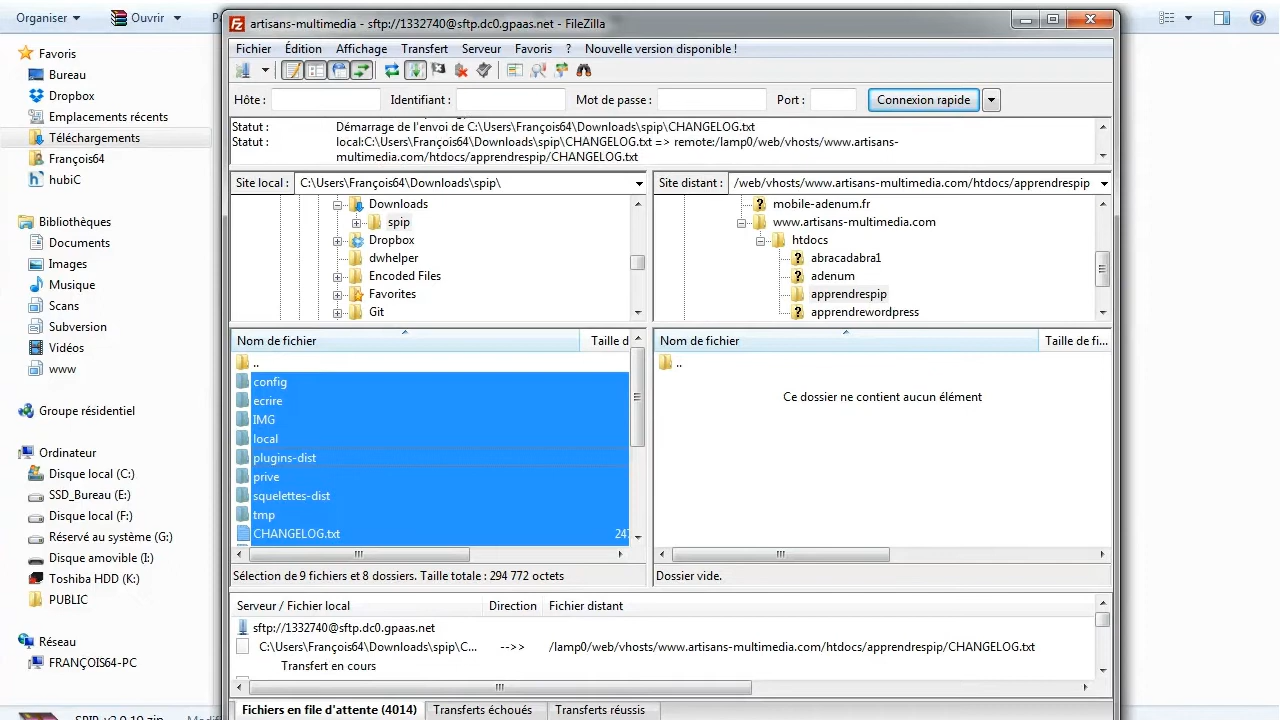 Organiser
Ouvrir
artisans-multimedia - sftp://1332740@sftp.dc0.gpaas.net - FileZilla
Favoris
Bureau
Dropbox
Emplacements récents
Téléchargements
François64
hubiC
Bibliothèques
Documents
Images
Musique
Scans
Subversion
Vidéos
www
Groupe résidentiel
Ordinateur
Disque local (C:)
SSD_Bureau (E:)
Disque local (F:)
Réservé au système (G:)
Disque amovible (I:)
Toshiba HDD (K:)
PUBLIC
Réseau
FRANÇOIS64-PC
Fichier Édition Affichage Transfert Serveur Favoris ? Nouvelle version disponible !
Hôte : Identifiant : Mot de passe : Port : Connexion rapide
Statut : Démarrage de l'envoi de C:\Users\François64\Downloads\spip\CHANGELOG.txt
Statut : local:C:\Users\François64\Downloads\spip\CHANGELOG.txt => remote:/lamp0/web/vhosts/www.artisans-
multimedia.com/htdocs/apprendrespip/CHANGELOG.txt
Site local : C:\Users\François64\Downloads\spip\
Downloads
spip
Dropbox
dwhelper
Encoded Files
Favorites
Git
Site distant : /web/vhosts/www.artisans-multimedia.com/htdocs/apprendrespip
mobile-adenum.fr
www.artisans-multimedia.com
htdocs
abracadabra1
adenum
apprendrespip
apprendrewordpress
Nom de fichier Taille d
..
config
ecrire
IMG
local
plugins-dist
prive
squelettes-dist
tmp
CHANGELOG.txt 247
Sélection de 9 fichiers et 8 dossiers. Taille totale : 294 772 octets
Nom de fichier Taille de fi...
..
Ce dossier ne contient aucun élément
Dossier vide.
Serveur / Fichier local Direction Fichier distant
sftp://1332740@sftp.dc0.gpaas.net
C:\Users\François64\Downloads\spip\C... -->> /lamp0/web/vhosts/www.artisans-multimedia.com/htdocs/apprendrespip/CHANGELOG.txt
Transfert en cours
Fichiers en file d'attente (4014) Transferts échoués Transferts réussis